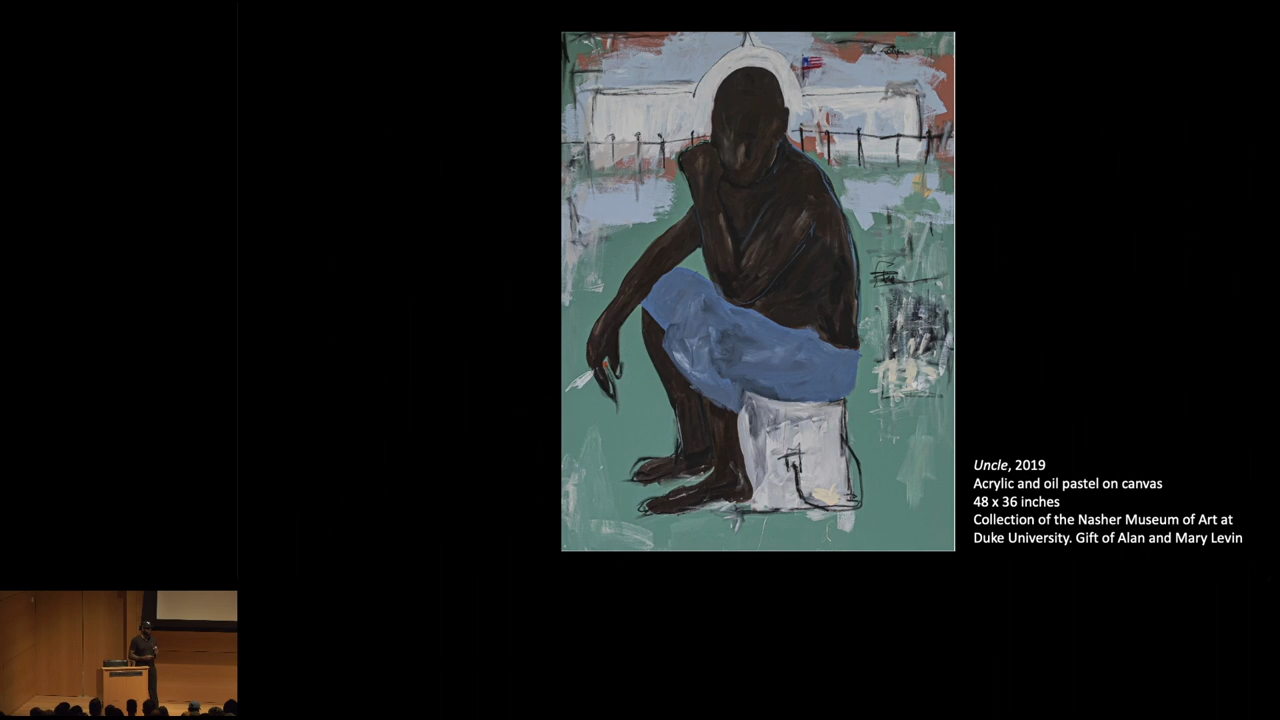 Uncle, 2019
Acrylic and oil pastel on canvas
48 x 36 inches
Collection of the Nasher Museum of Art at
Duke University. Gift of Alan and Mary Levin